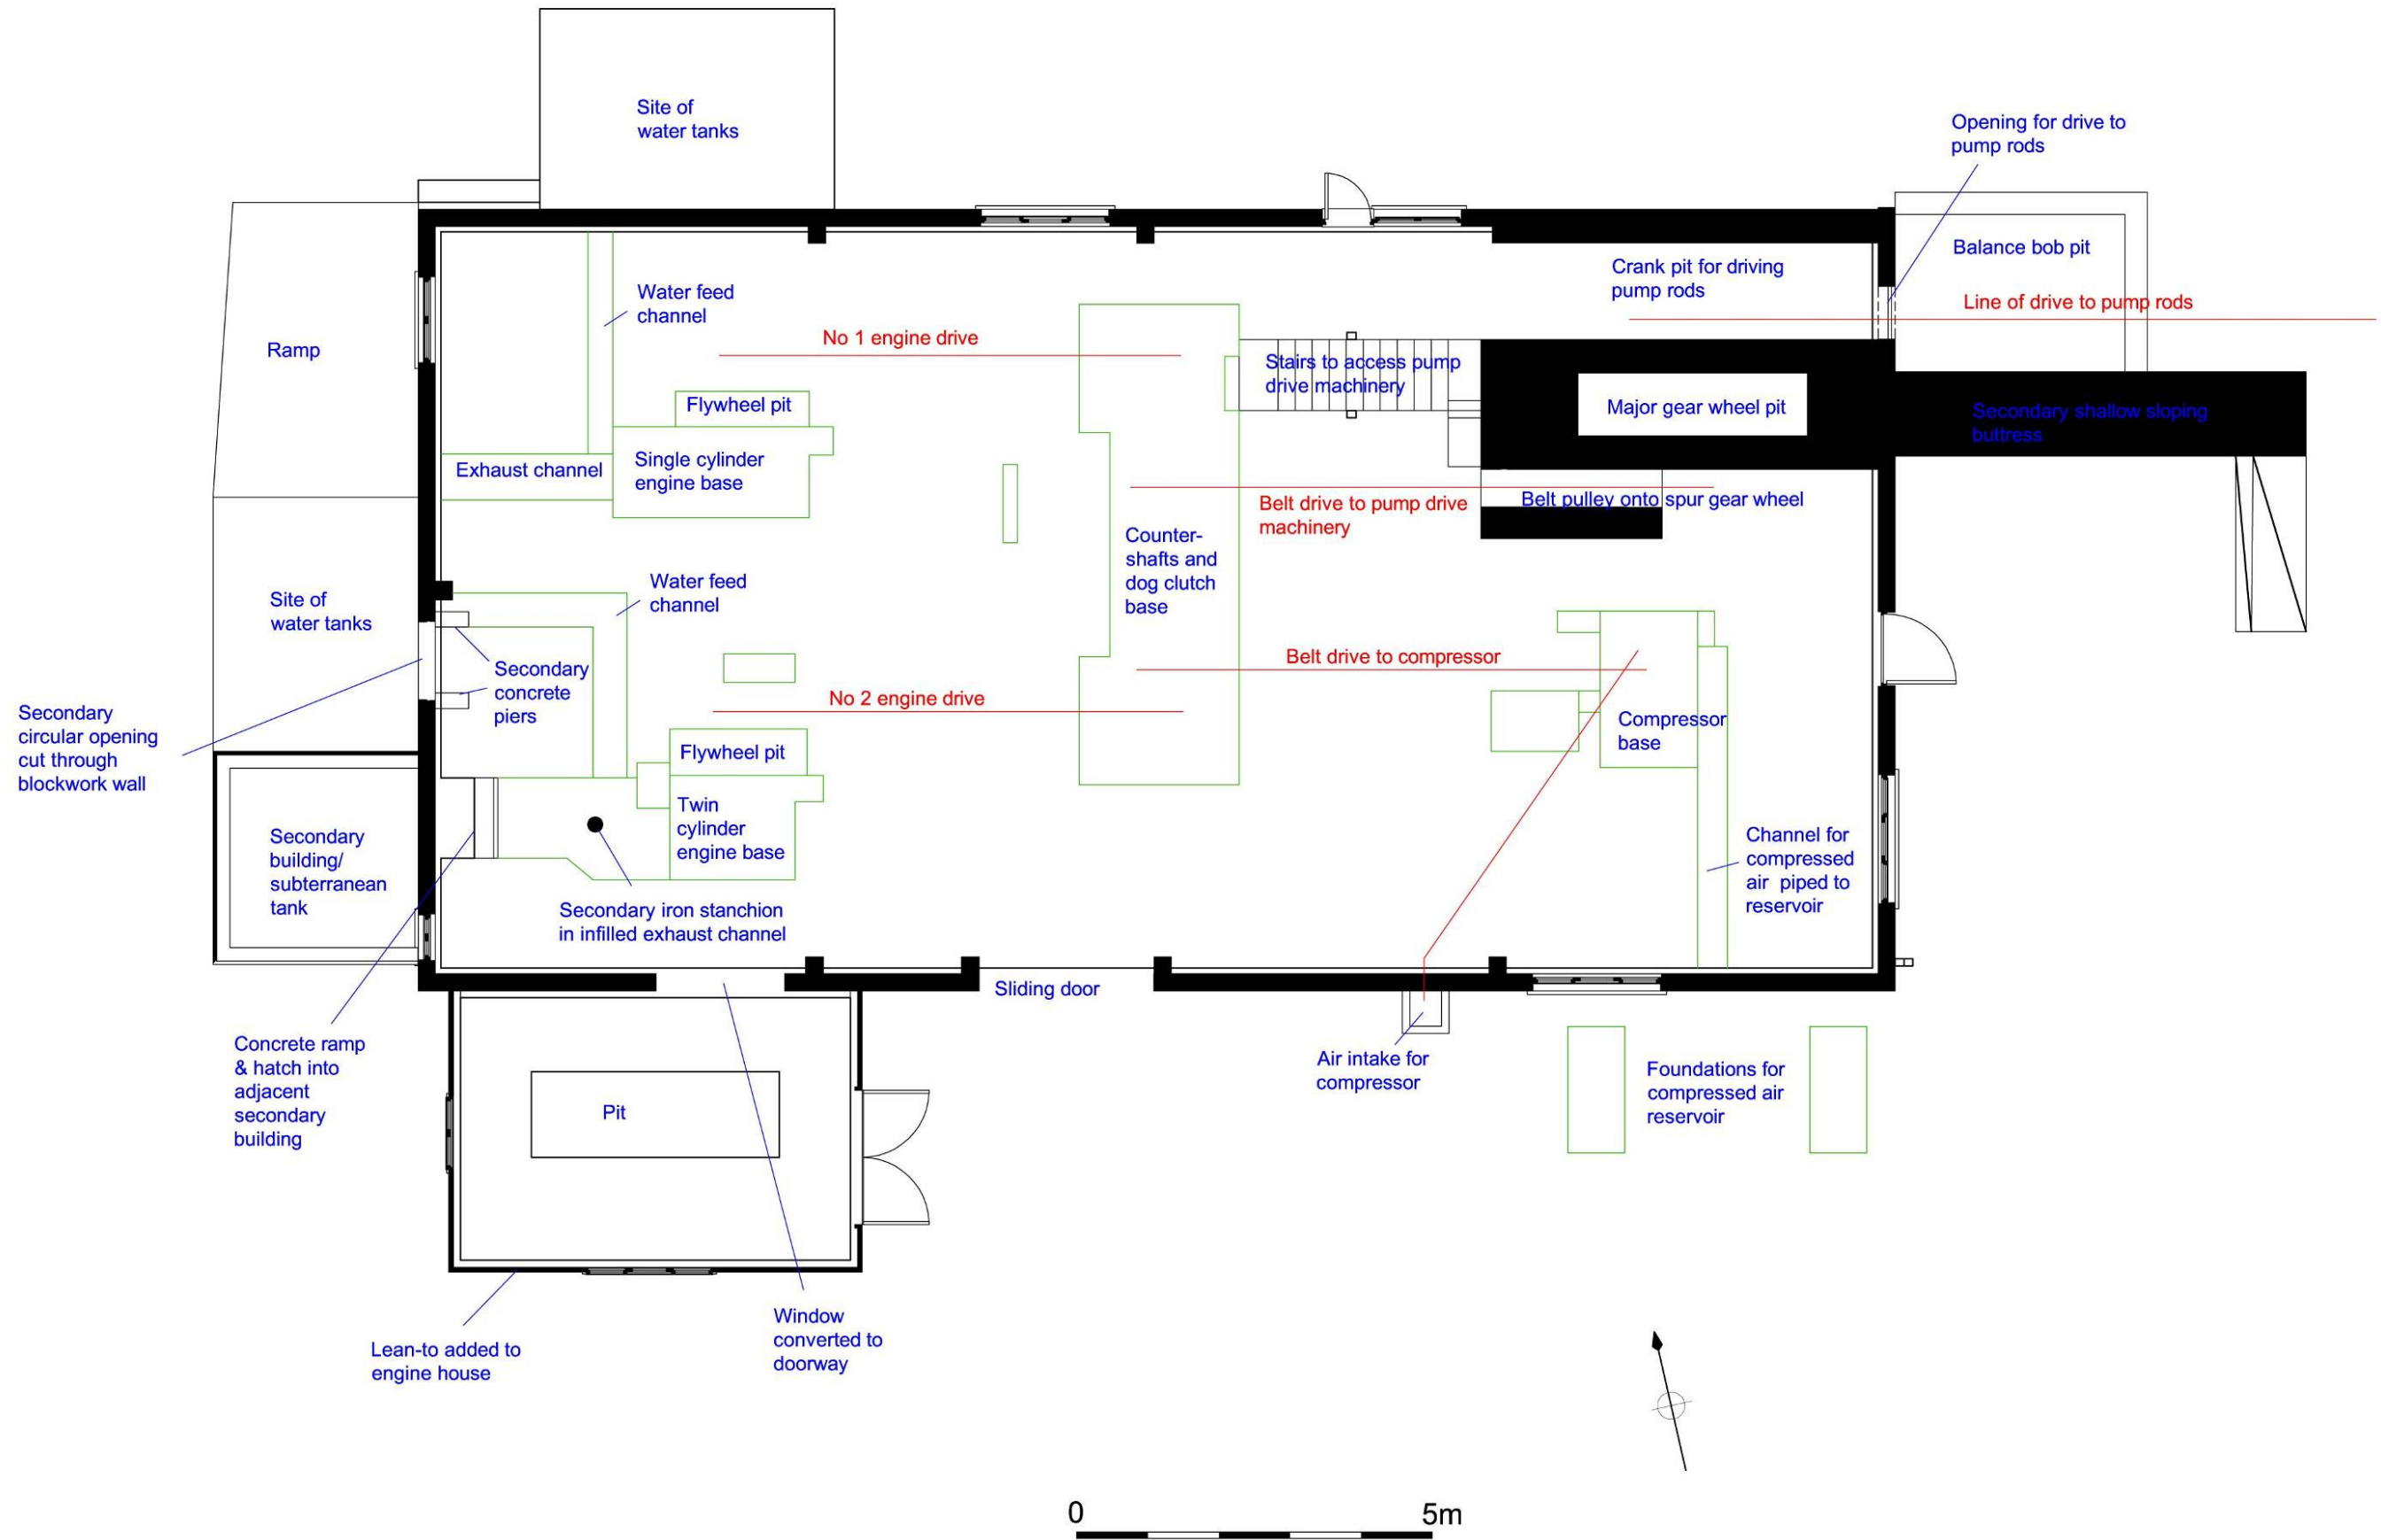 Site of
water tanks
Opening for drive to
pump rods
Balance bob pit
Crank pit for driving
pump rods
Line of drive to pump rods
Water feed
channel
No 1 engine drive
Ramp
Stairs to access pump
drive machinery
Flywheel pit
Major gear wheel pit
Secondary shallow sloping
buttress
Exhaust channel
Single cylinder
engine base
Belt drive to pump drive
machinery
Belt pulley onto spur gear wheel
Counter-
shafts and
dog clutch
base
Water feed
channel
Site of
water tanks
Secondary
concrete
piers
Belt drive to compressor
No 2 engine drive
Secondary
circular opening
cut through
blockwork wall
Compressor
base
Flywheel pit
Twin
cylinder
engine base
Secondary
building/
subterranean
tank
Channel for
compressed
air piped to
reservoir
Secondary iron stanchion
in infilled exhaust channel
Sliding door
Concrete ramp
& hatch into
adjacent
secondary
building
Air intake for
compressor
Foundations for
compressed air
reservoir
Pit
Window
converted to
doorway
Lean-to added to
engine house
0 5m